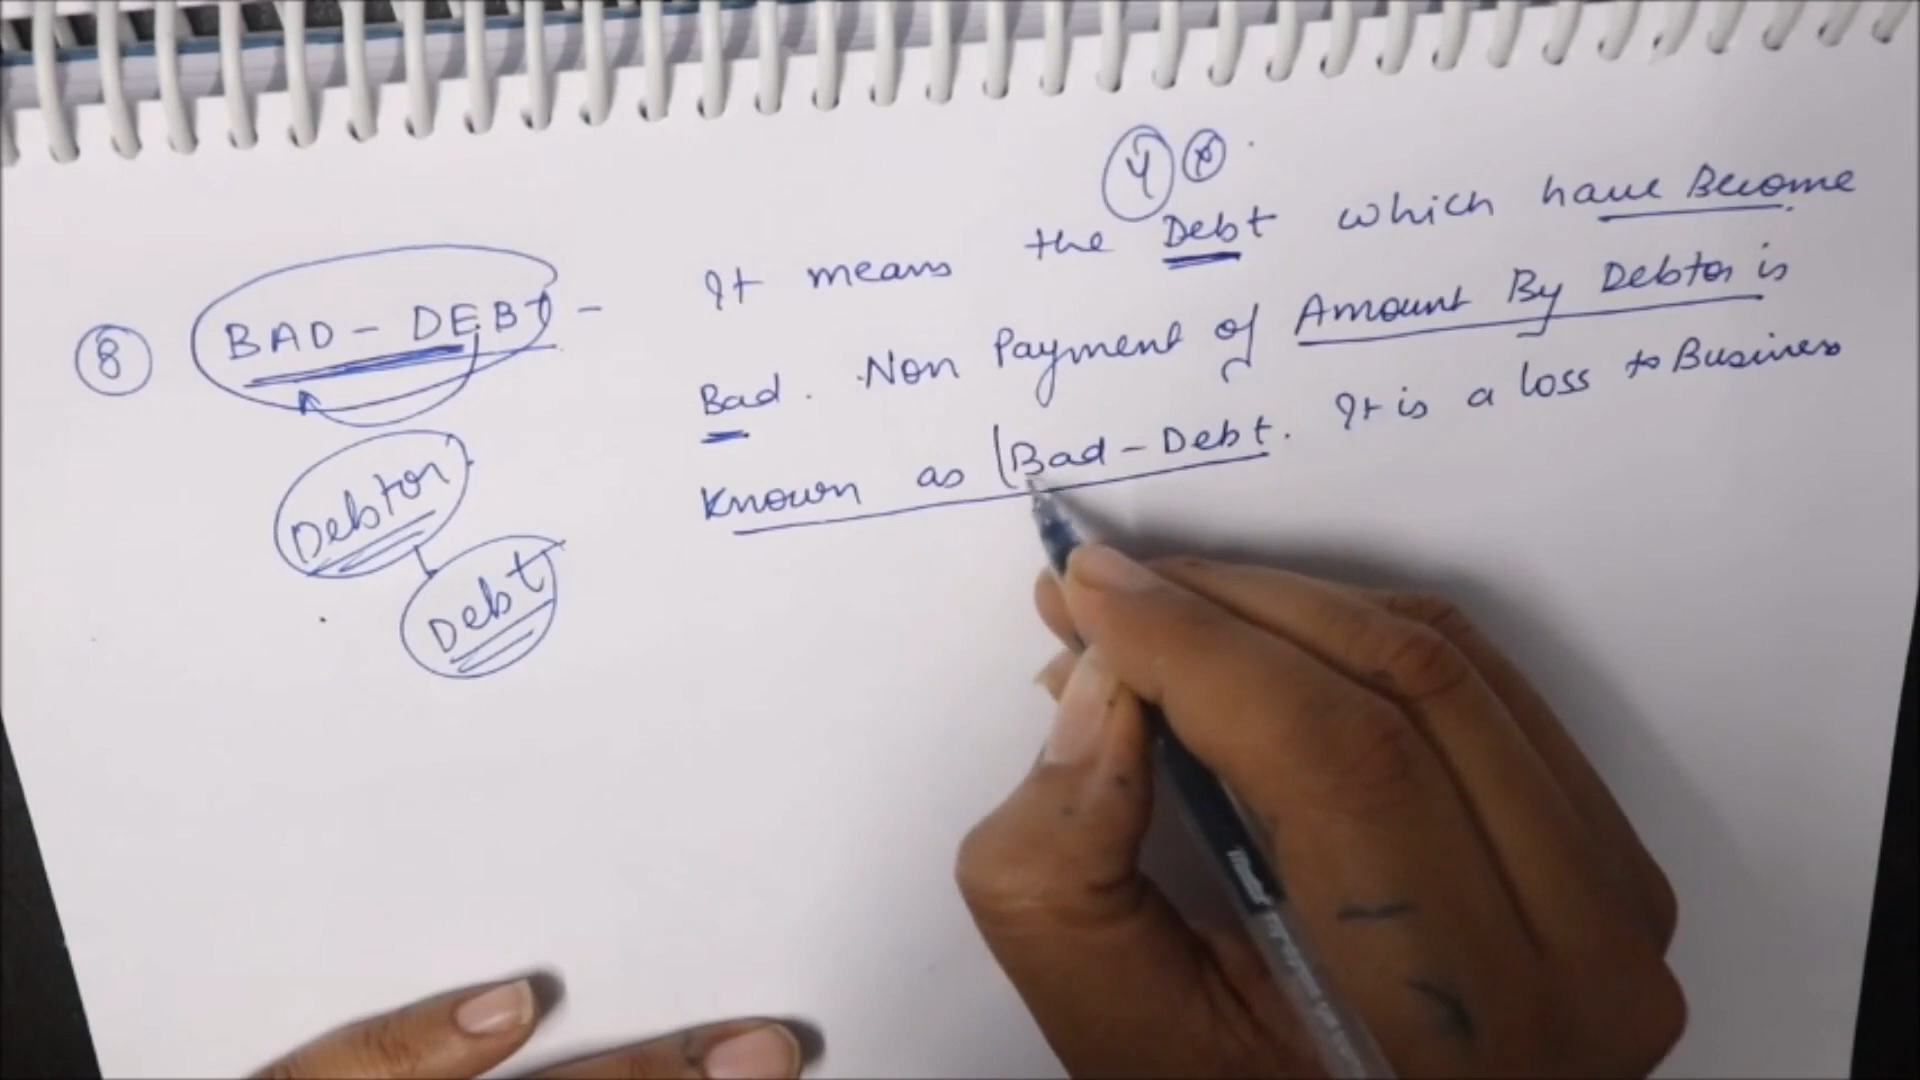 4
8 BAD - DEBT - It means the Debt which have Become
Bad. Non Payment of Amount By Debtor is
Known as Bad - Debt. It is a loss to Business
Debtor
Debt